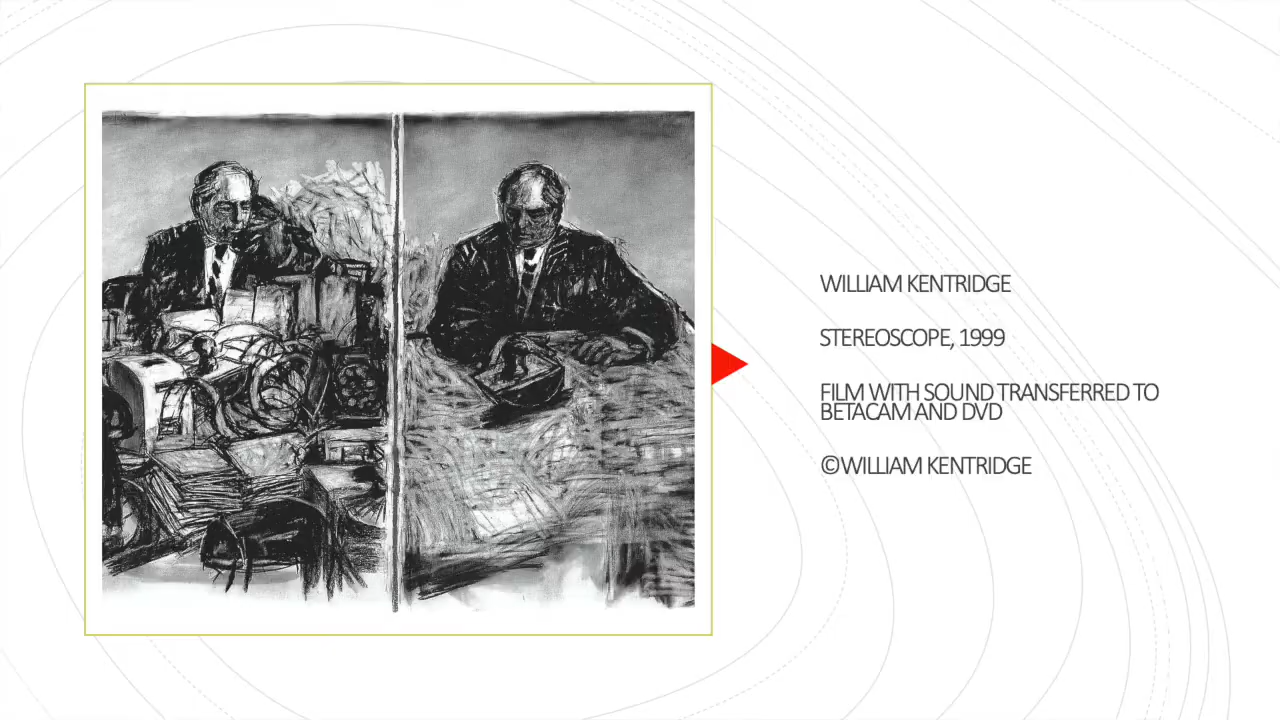 WILLIAM KENTRIDGE
STEREOSCOPE, 1999
FILM WITH SOUND TRANSFERRED TO
BETACAM AND DVD
©WILLIAM KENTRIDGE